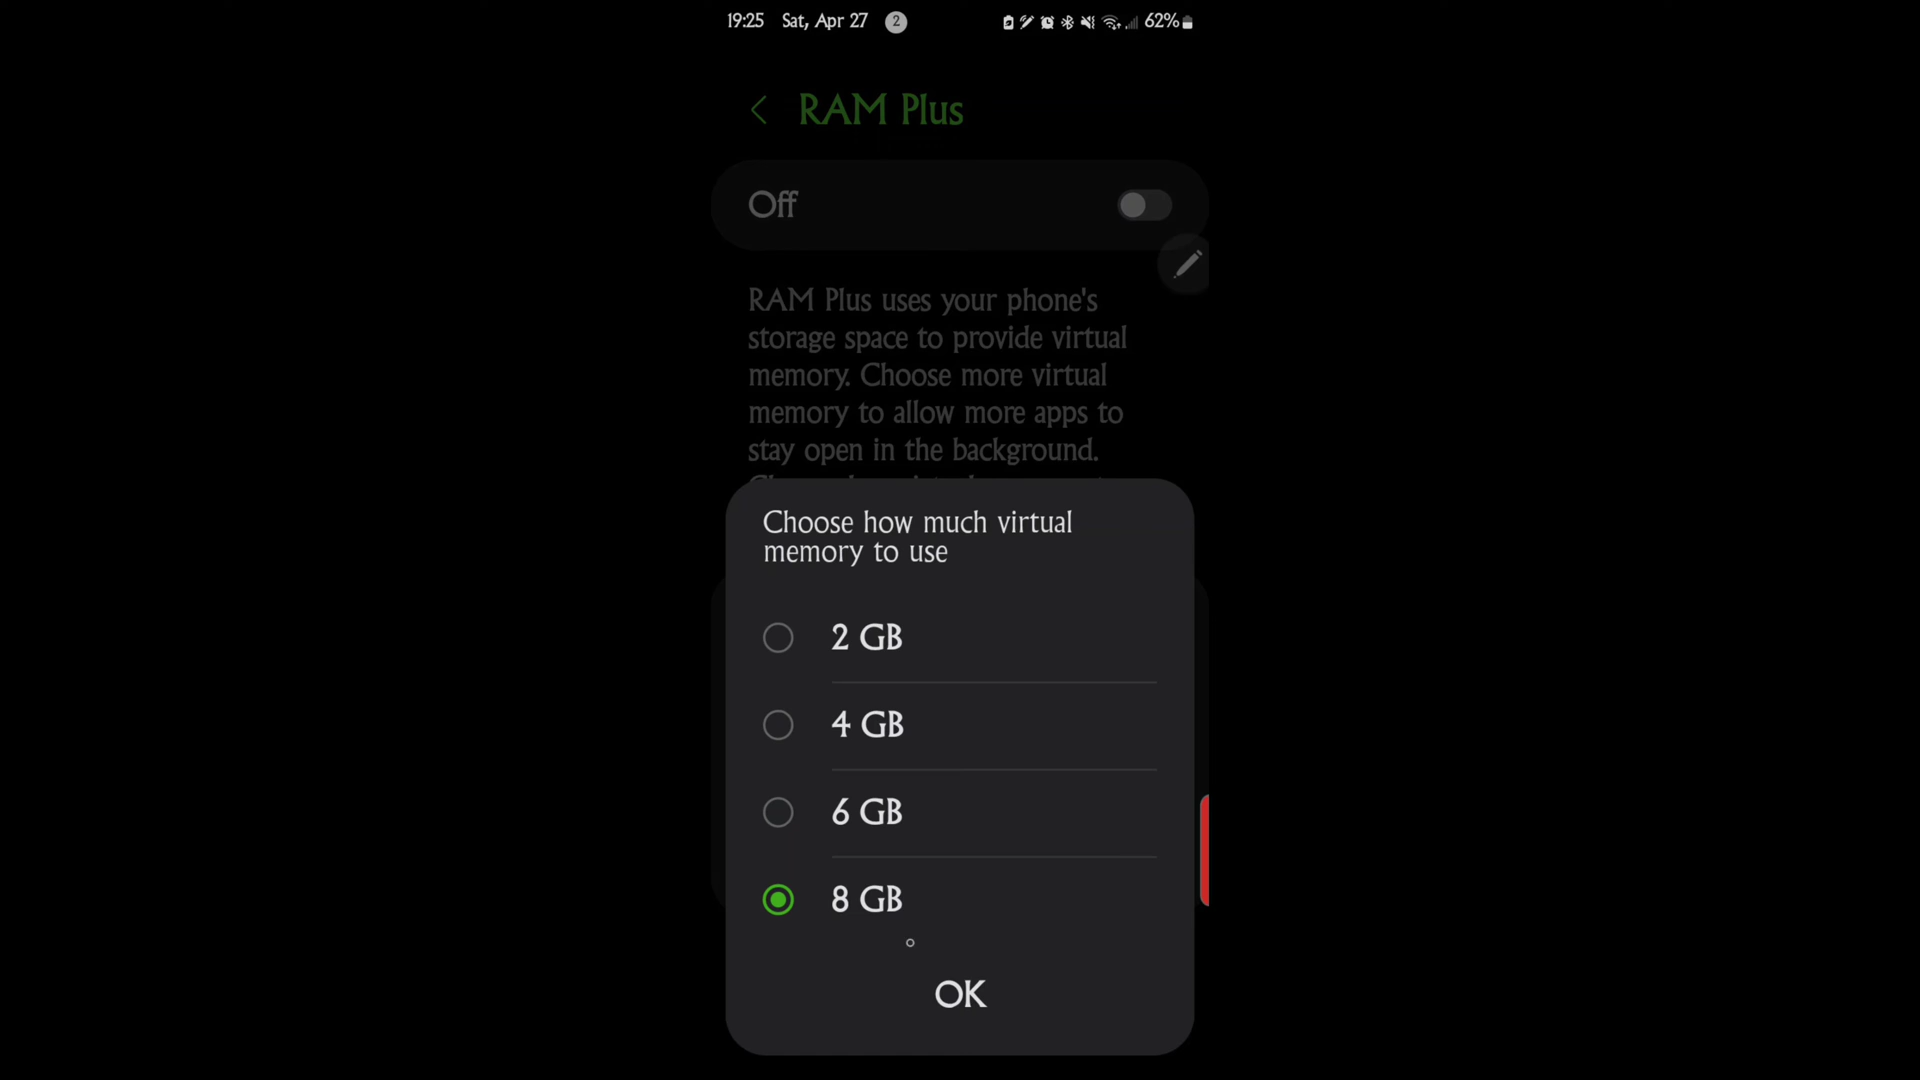 19:25 Sat, Apr 27 2 62%
RAM Plus
Off
RAM Plus uses your phone's
storage space to provide virtual
memory. Choose more virtual
memory to allow more apps to
stay open in the background.
Choose how much virtual
memory to use
2 GB
4 GB
6 GB
8 GB
OK